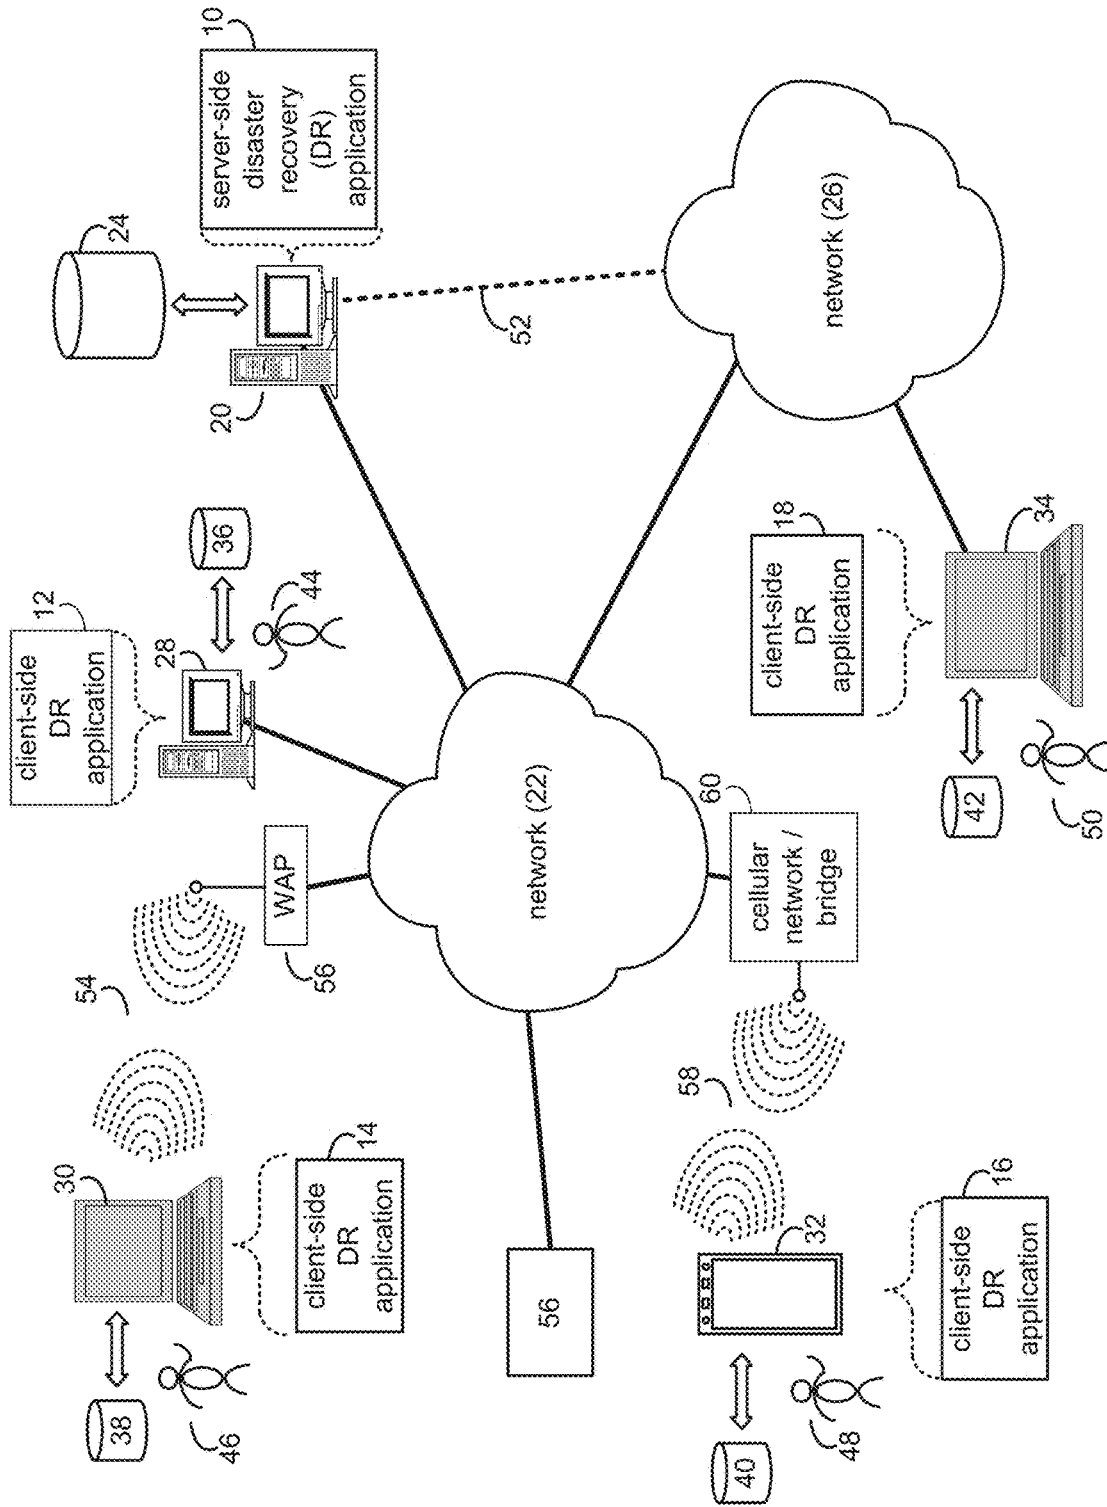 38
46
30
client-side
DR
application
14
54
56
WAP
client-side
DR
application
12
28
36
44
24
20
server-side
disaster
recovery
(DR)
application
10
56
network (22)
52
network (26)
40
48
32
58
client-side
DR
application
16
cellular
network /
bridge
60
42
50
client-side
DR
application
18
34